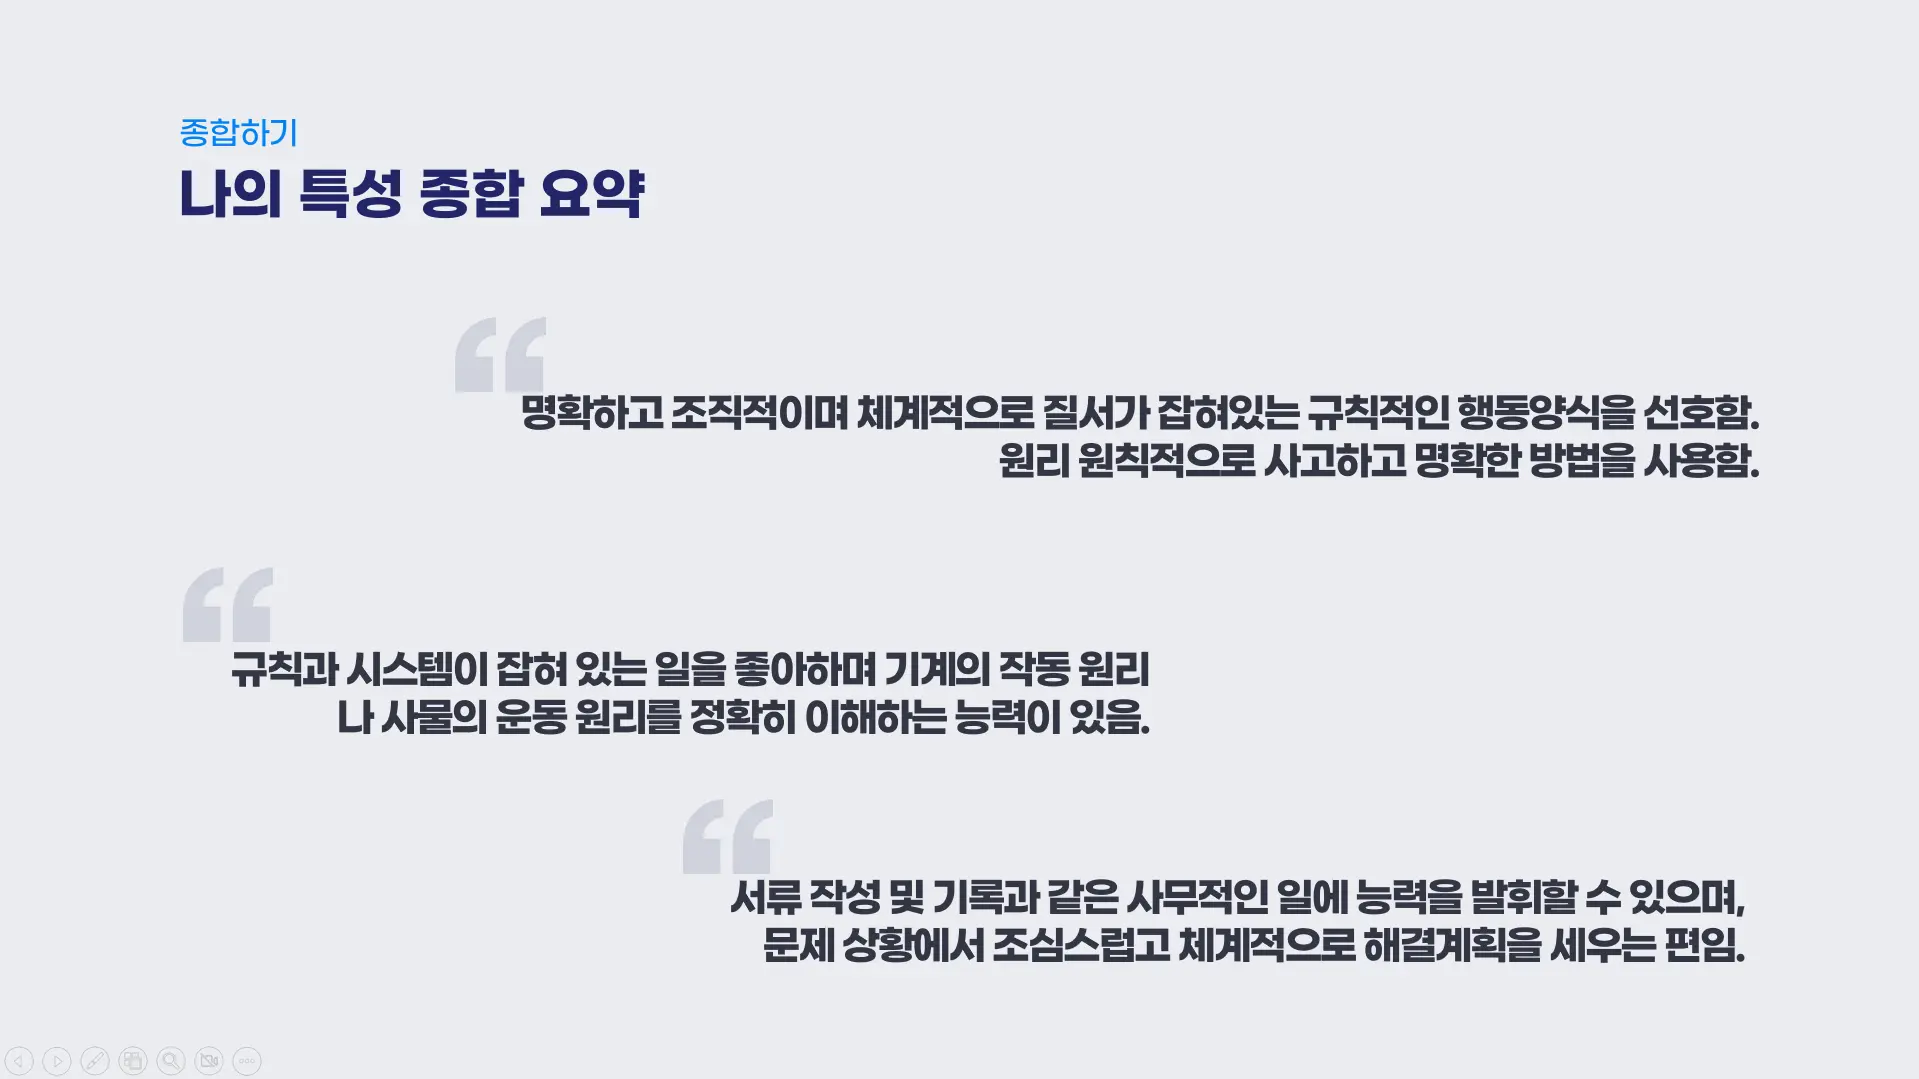 종합하기
나의 특성 종합 요약
명확하고 조직적이며 체계적으로 질서가 잡혀있는 규칙적인 행동양식을 선호함.
원리 원칙적으로 사고하고 명확한 방법을 사용함.
규칙과 시스템이 잡혀 있는 일을 좋아하며 기계의 작동 원리
나 사물의 운동 원리를 정확히 이해하는 능력이 있음.
서류 작성 및 기록과 같은 사무적인 일에 능력을 발휘할 수 있으며,
문제 상황에서 조심스럽고 체계적으로 해결계획을 세우는 편임.